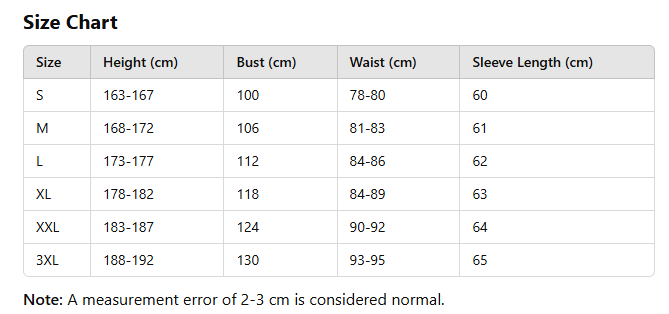 Size Chart
Size Height (cm) Bust (cm) Waist (cm) Sleeve Length (cm)
S 163-167 100 78-80 60
M 168-172 106 81-83 61
L 173-177 112 84-86 62
XL 178-182 118 84-89 63
XXL 183-187 124 90-92 64
3XL 188-192 130 93-95 65
Note: A measurement error of 2-3 cm is considered normal.